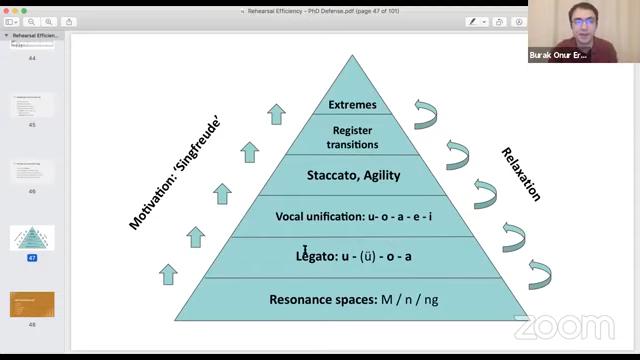 Rehearsal Efficiency - PhD Defense.pdf (page 47 of 101)
Rehearsal Efficien...
Burak Onur Er...
44
45
46
47
48
Extremes
Register
transitions
Staccato, Agility
Vocal unification: u- o - a - e - i
Legato: u - (ü) - o - a
Resonance spaces: M / n / ng
Motivation: ‘Singfreude’
Relaxation
zoom